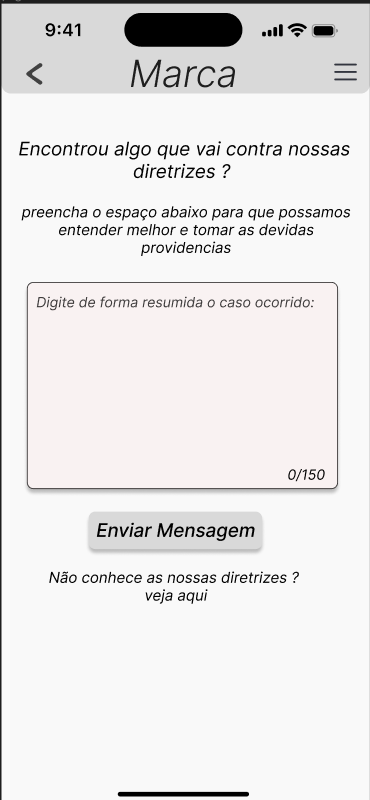 9:41
Marca
Encontrou algo que vai contra nossas
diretrizes ?
preencha o espaço abaixo para que possamos
entender melhor e tomar as devidas
providencias
Digite de forma resumida o caso ocorrido:
0/150
Enviar Mensagem
Não conhece as nossas diretrizes ?
veja aqui